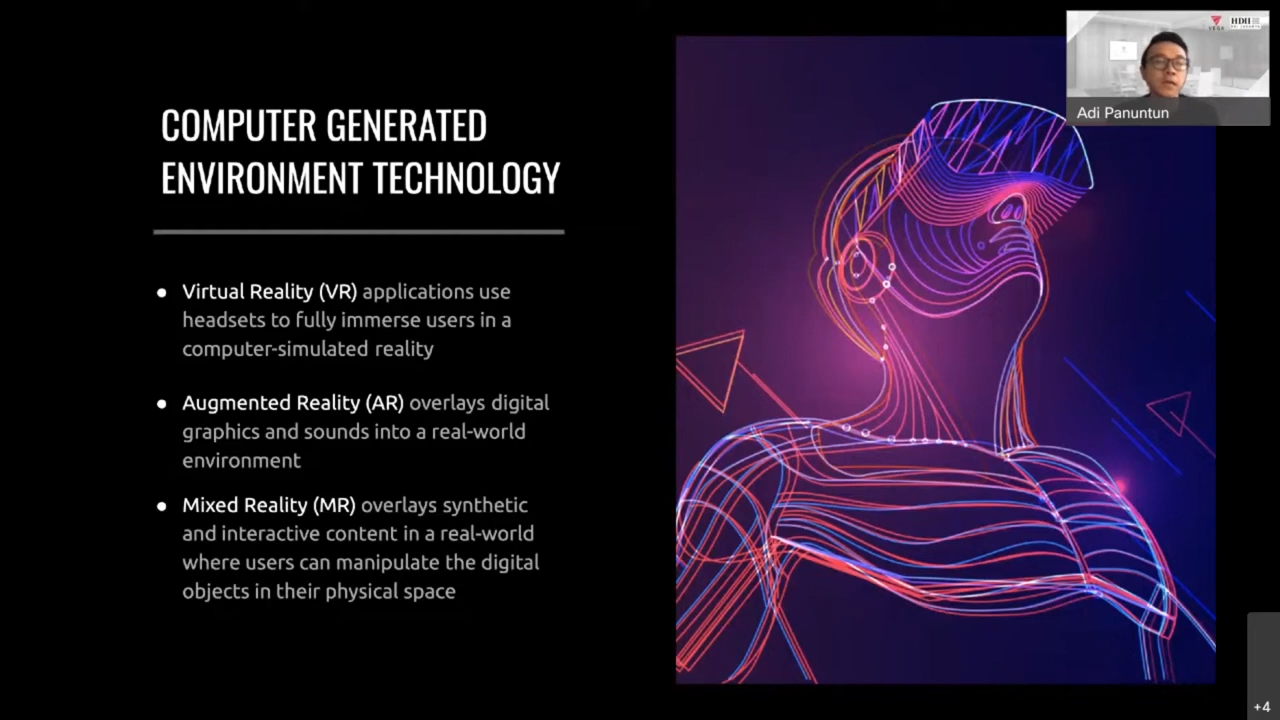 COMPUTER GENERATED
ENVIRONMENT TECHNOLOGY
● Virtual Reality (VR) applications use
headsets to fully immerse users in a
computer-simulated reality
● Augmented Reality (AR) overlays digital
graphics and sounds into a real-world
environment
● Mixed Reality (MR) overlays synthetic
and interactive content in a real-world
where users can manipulate the digital
objects in their physical space
VEGA
HDII
Adi Panuntun
+4